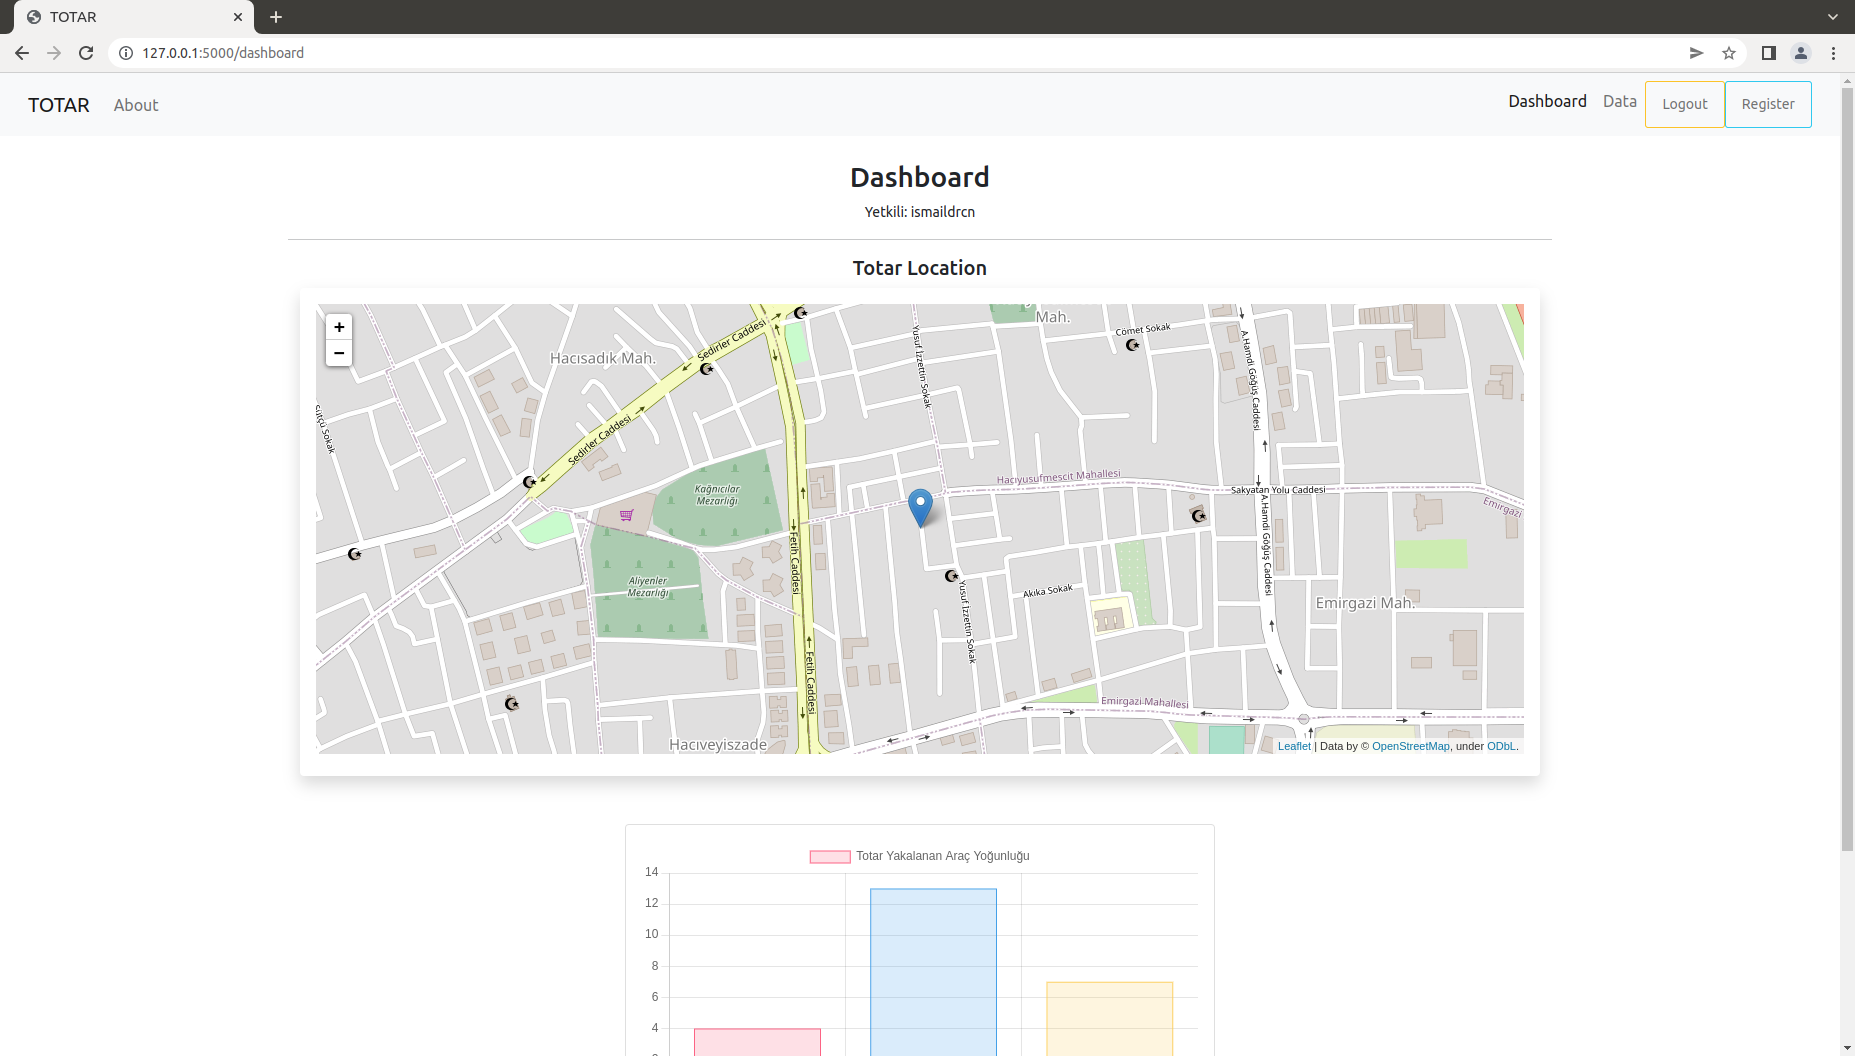 TOTAR
127.0.0.1:5000/dashboard
TOTAR About Dashboard Data Logout Register
Dashboard
Yetkili: ismaildrcn
Totar Location
+
−
Mah.
Cömet Sokak
Sedirler Caddesi
Hacısadık Mah.
Yusuf İzzettin Sokak
A.Hamdi Göğüş Caddesi
Sütçü Sokak
Sedirler Caddesi
Hacıyusufmescit Mahallesi
Kağnıcılar
Mezarlığı
Sakyatan Yolu Caddesi
Emirgazi
Fetih Caddesi
A.Hamdi Göğüş Caddesi
Aliyenler
Mezarlığı
Akika Sokak
Yusuf İzzettin Sokak
Emirgazi Mah.
Fetih Caddesi
Emirgazi Mahallesi
Hacıveyiszade
Leaflet | Data by © OpenStreetMap, under ODbL.
Totar Yakalanan Araç Yoğunluğu
14
12
10
8
6
4